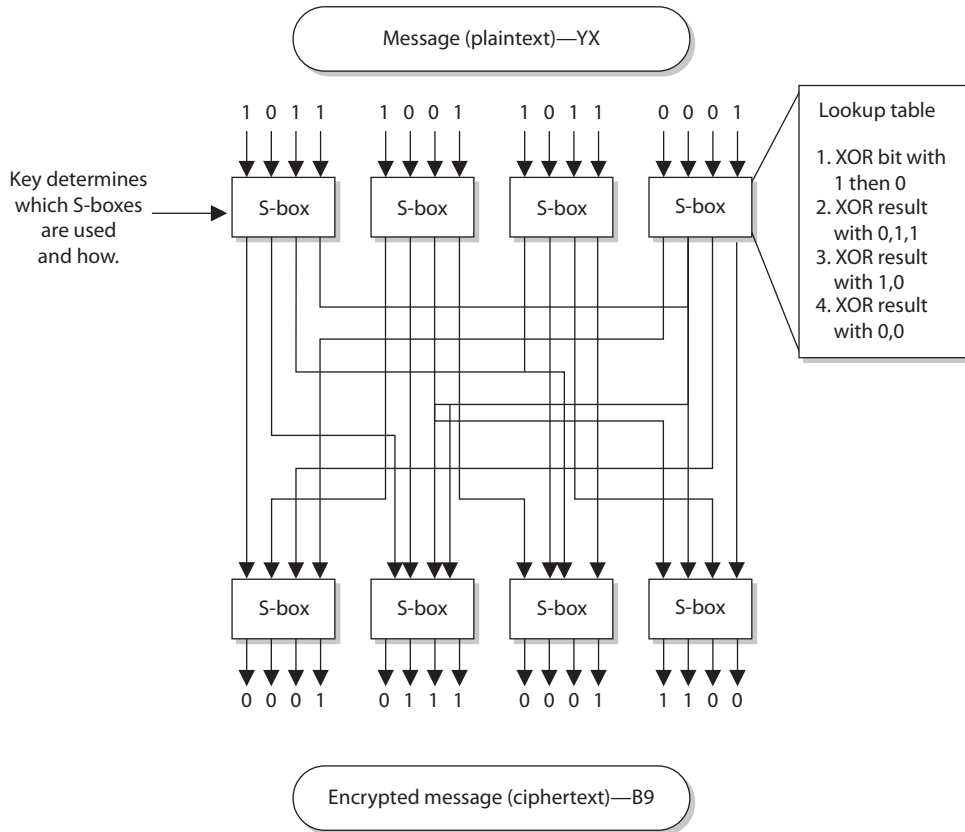 Message (plaintext)—YX
1 0 1 1 1 0 0 1 1 0 1 1 0 0 0 1
Lookup table
1. XOR bit with
1 then 0
2. XOR result
with 0,1,1
3. XOR result
with 1,0
4. XOR result
with 0,0
Key determines
which S-boxes
are used
and how.
S-box S-box S-box S-box
S-box S-box S-box S-box
0 0 0 1 0 1 1 1 0 0 0 1 1 1 0 0
Encrypted message (ciphertext)—B9